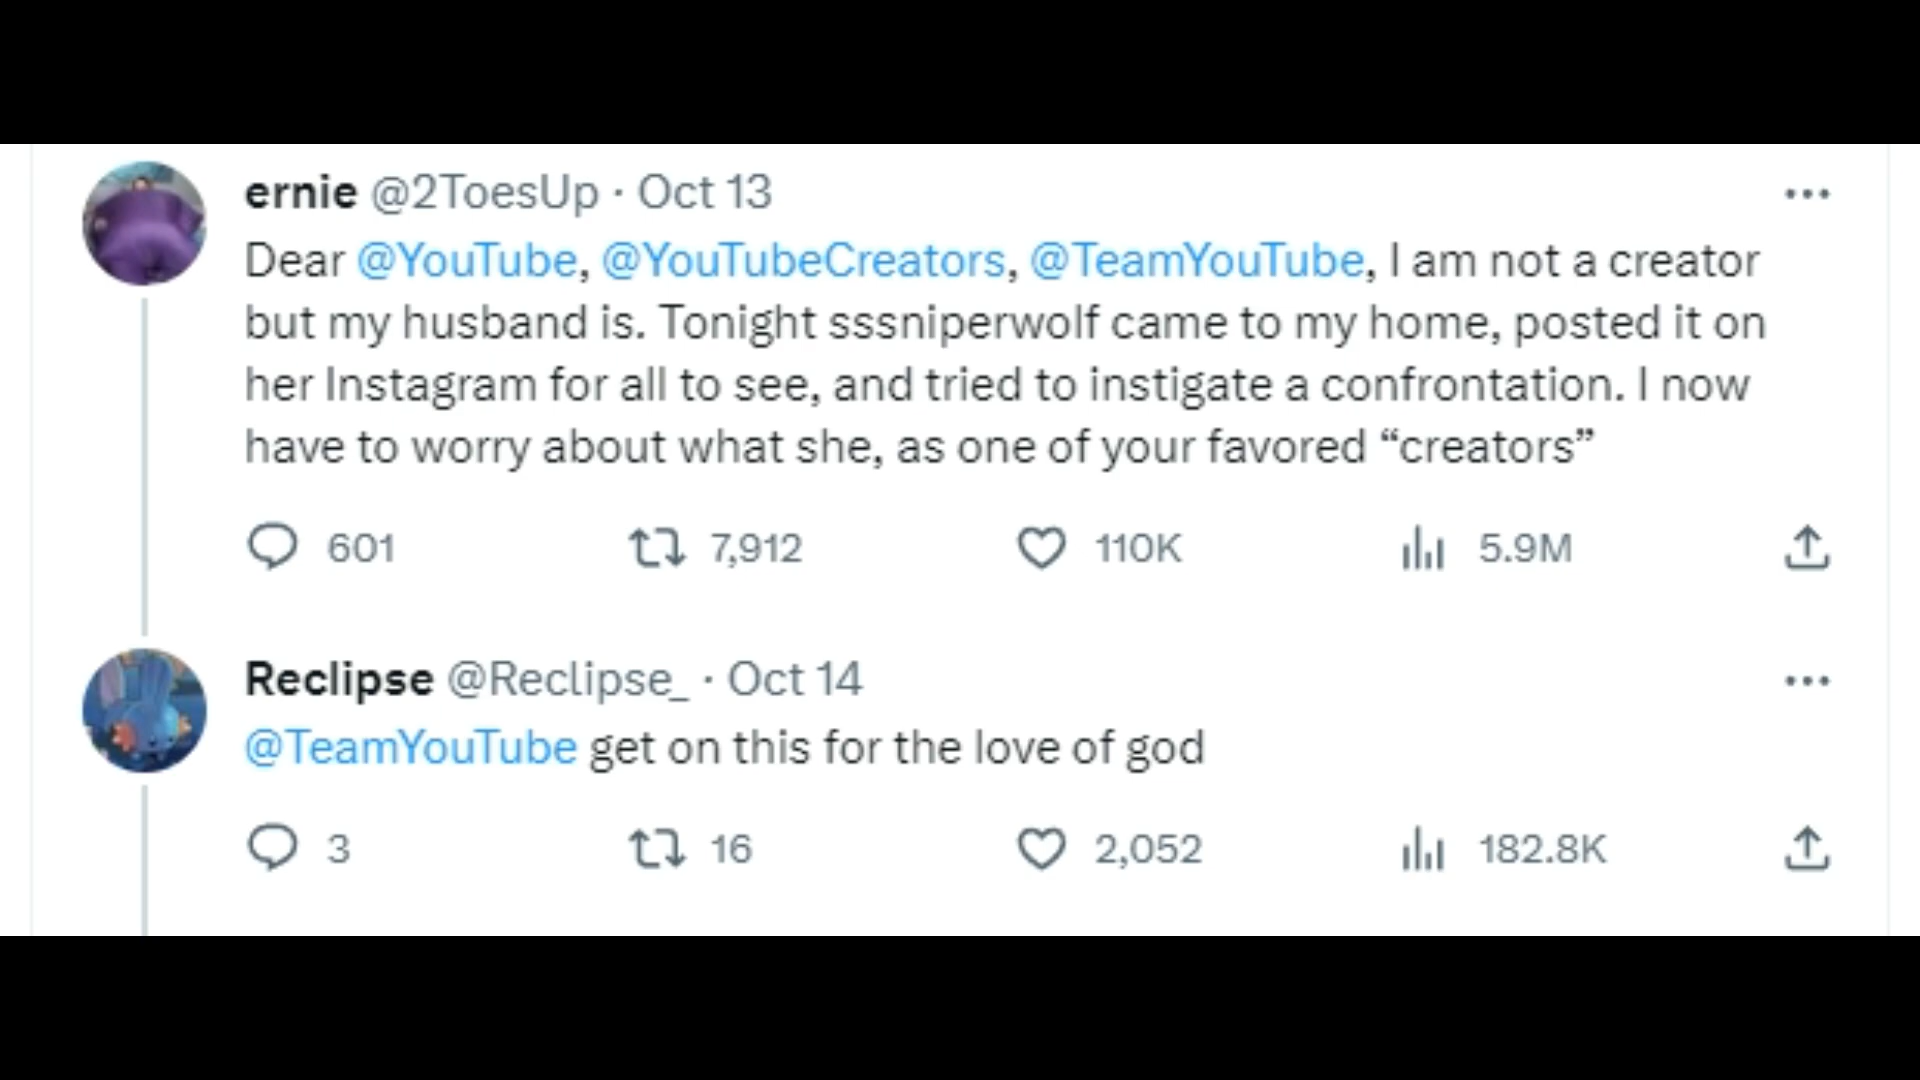 ernie @2ToesUp · Oct 13
Dear @YouTube, @YouTubeCreators, @TeamYouTube, I am not a creator
but my husband is. Tonight sssniperwolf came to my home, posted it on
her Instagram for all to see, and tried to instigate a confrontation. I now
have to worry about what she, as one of your favored “creators”
601 7,912 110K 5.9M
Reclipse @Reclipse_ · Oct 14
@TeamYouTube get on this for the love of god
3 16 2,052 182.8K